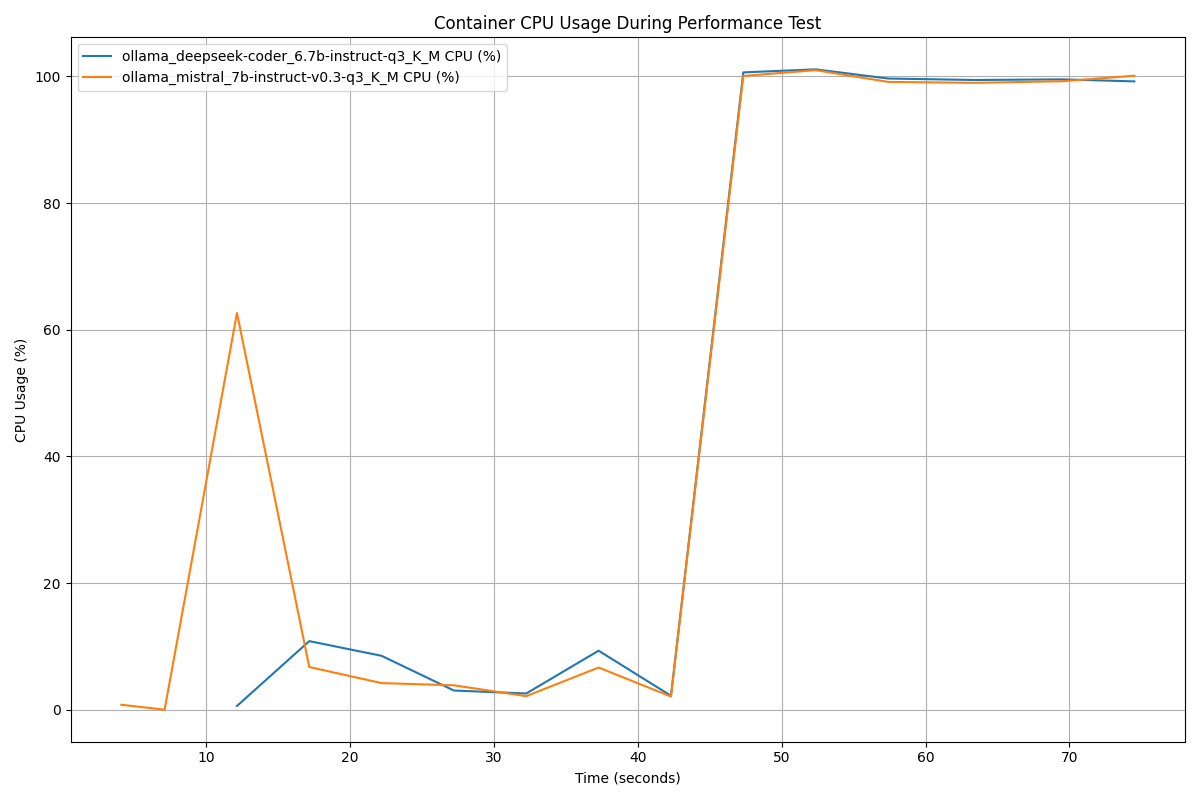 Container CPU Usage During Performance Test
ollama_deepseek-coder_6.7b-instruct-q3_K_M CPU (%)
ollama_mistral_7b-instruct-v0.3-q3_K_M CPU (%)
100
80
60
40
20
0
CPU Usage (%)
10 20 30 40 50 60 70
Time (seconds)